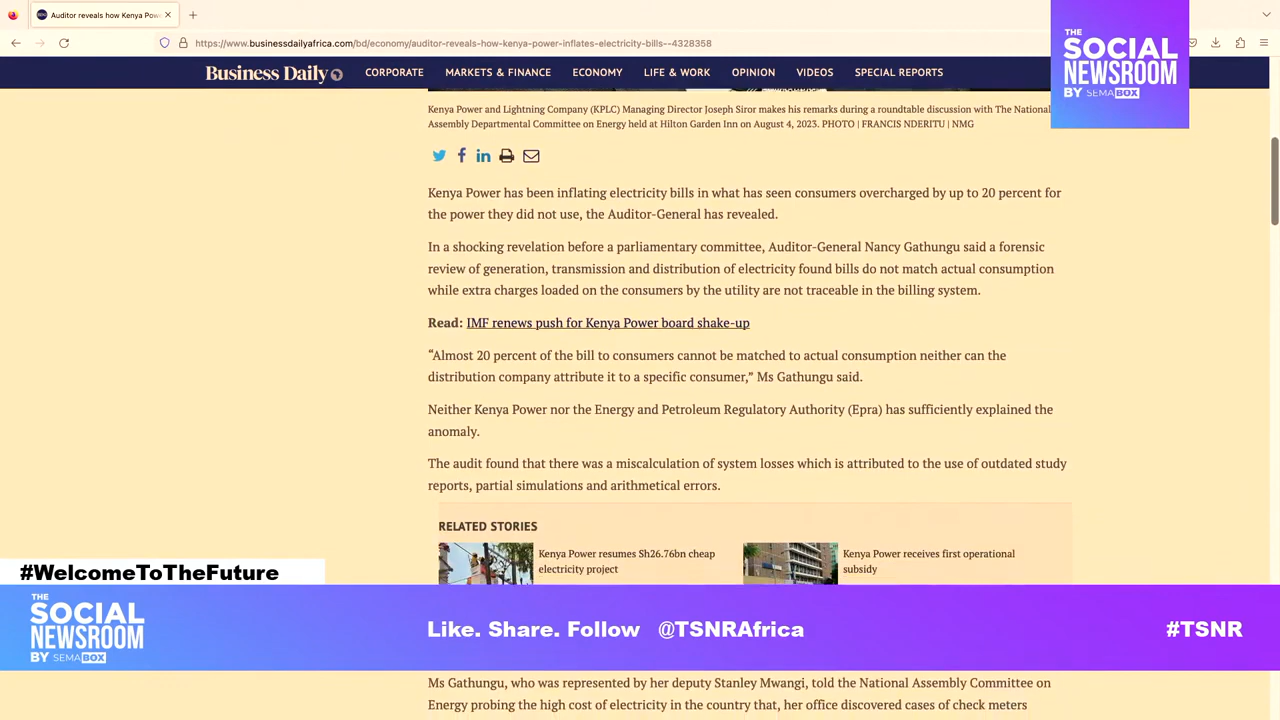 Auditor reveals how Kenya Pow
https://www.businessdailyafrica.com/bd/economy/auditor-reveals-how-kenya-power-inflates-electricity-bills--4328358
THE
SOCIAL
NEWSROOM
BY SEMABOX
Business Daily
CORPORATE
MARKETS & FINANCE
ECONOMY
LIFE & WORK
OPINION
VIDEOS
SPECIAL REPORTS
Kenya Power and Lightning Company (KPLC) Managing Director Joseph Siror makes his remarks during a roundtable discussion with The National
Assembly Departmental Committee on Energy held at Hilton Garden Inn on August 4, 2023. PHOTO | FRANCIS NDERITU | NMG
Kenya Power has been inflating electricity bills in what has seen consumers overcharged by up to 20 percent for
the power they did not use, the Auditor-General has revealed.
In a shocking revelation before a parliamentary committee, Auditor-General Nancy Gathungu said a forensic
review of generation, transmission and distribution of electricity found bills do not match actual consumption
while extra charges loaded on the consumers by the utility are not traceable in the billing system.
Read: IMF renews push for Kenya Power board shake-up
“Almost 20 percent of the bill to consumers cannot be matched to actual consumption neither can the
distribution company attribute it to a specific consumer,” Ms Gathungu said.
Neither Kenya Power nor the Energy and Petroleum Regulatory Authority (Epra) has sufficiently explained the
anomaly.
The audit found that there was a miscalculation of system losses which is attributed to the use of outdated study
reports, partial simulations and arithmetical errors.
RELATED STORIES
Kenya Power resumes Sh26.76bn cheap
electricity project
Kenya Power receives first operational
subsidy
#WelcomeToTheFuture
THE
SOCIAL
NEWSROOM
BY SEMABOX
Like. Share. Follow @TSNRAfrica
#TSNR
Ms Gathungu, who was represented by her deputy Stanley Mwangi, told the National Assembly Committee on
Energy probing the high cost of electricity in the country that, her office discovered cases of check meters